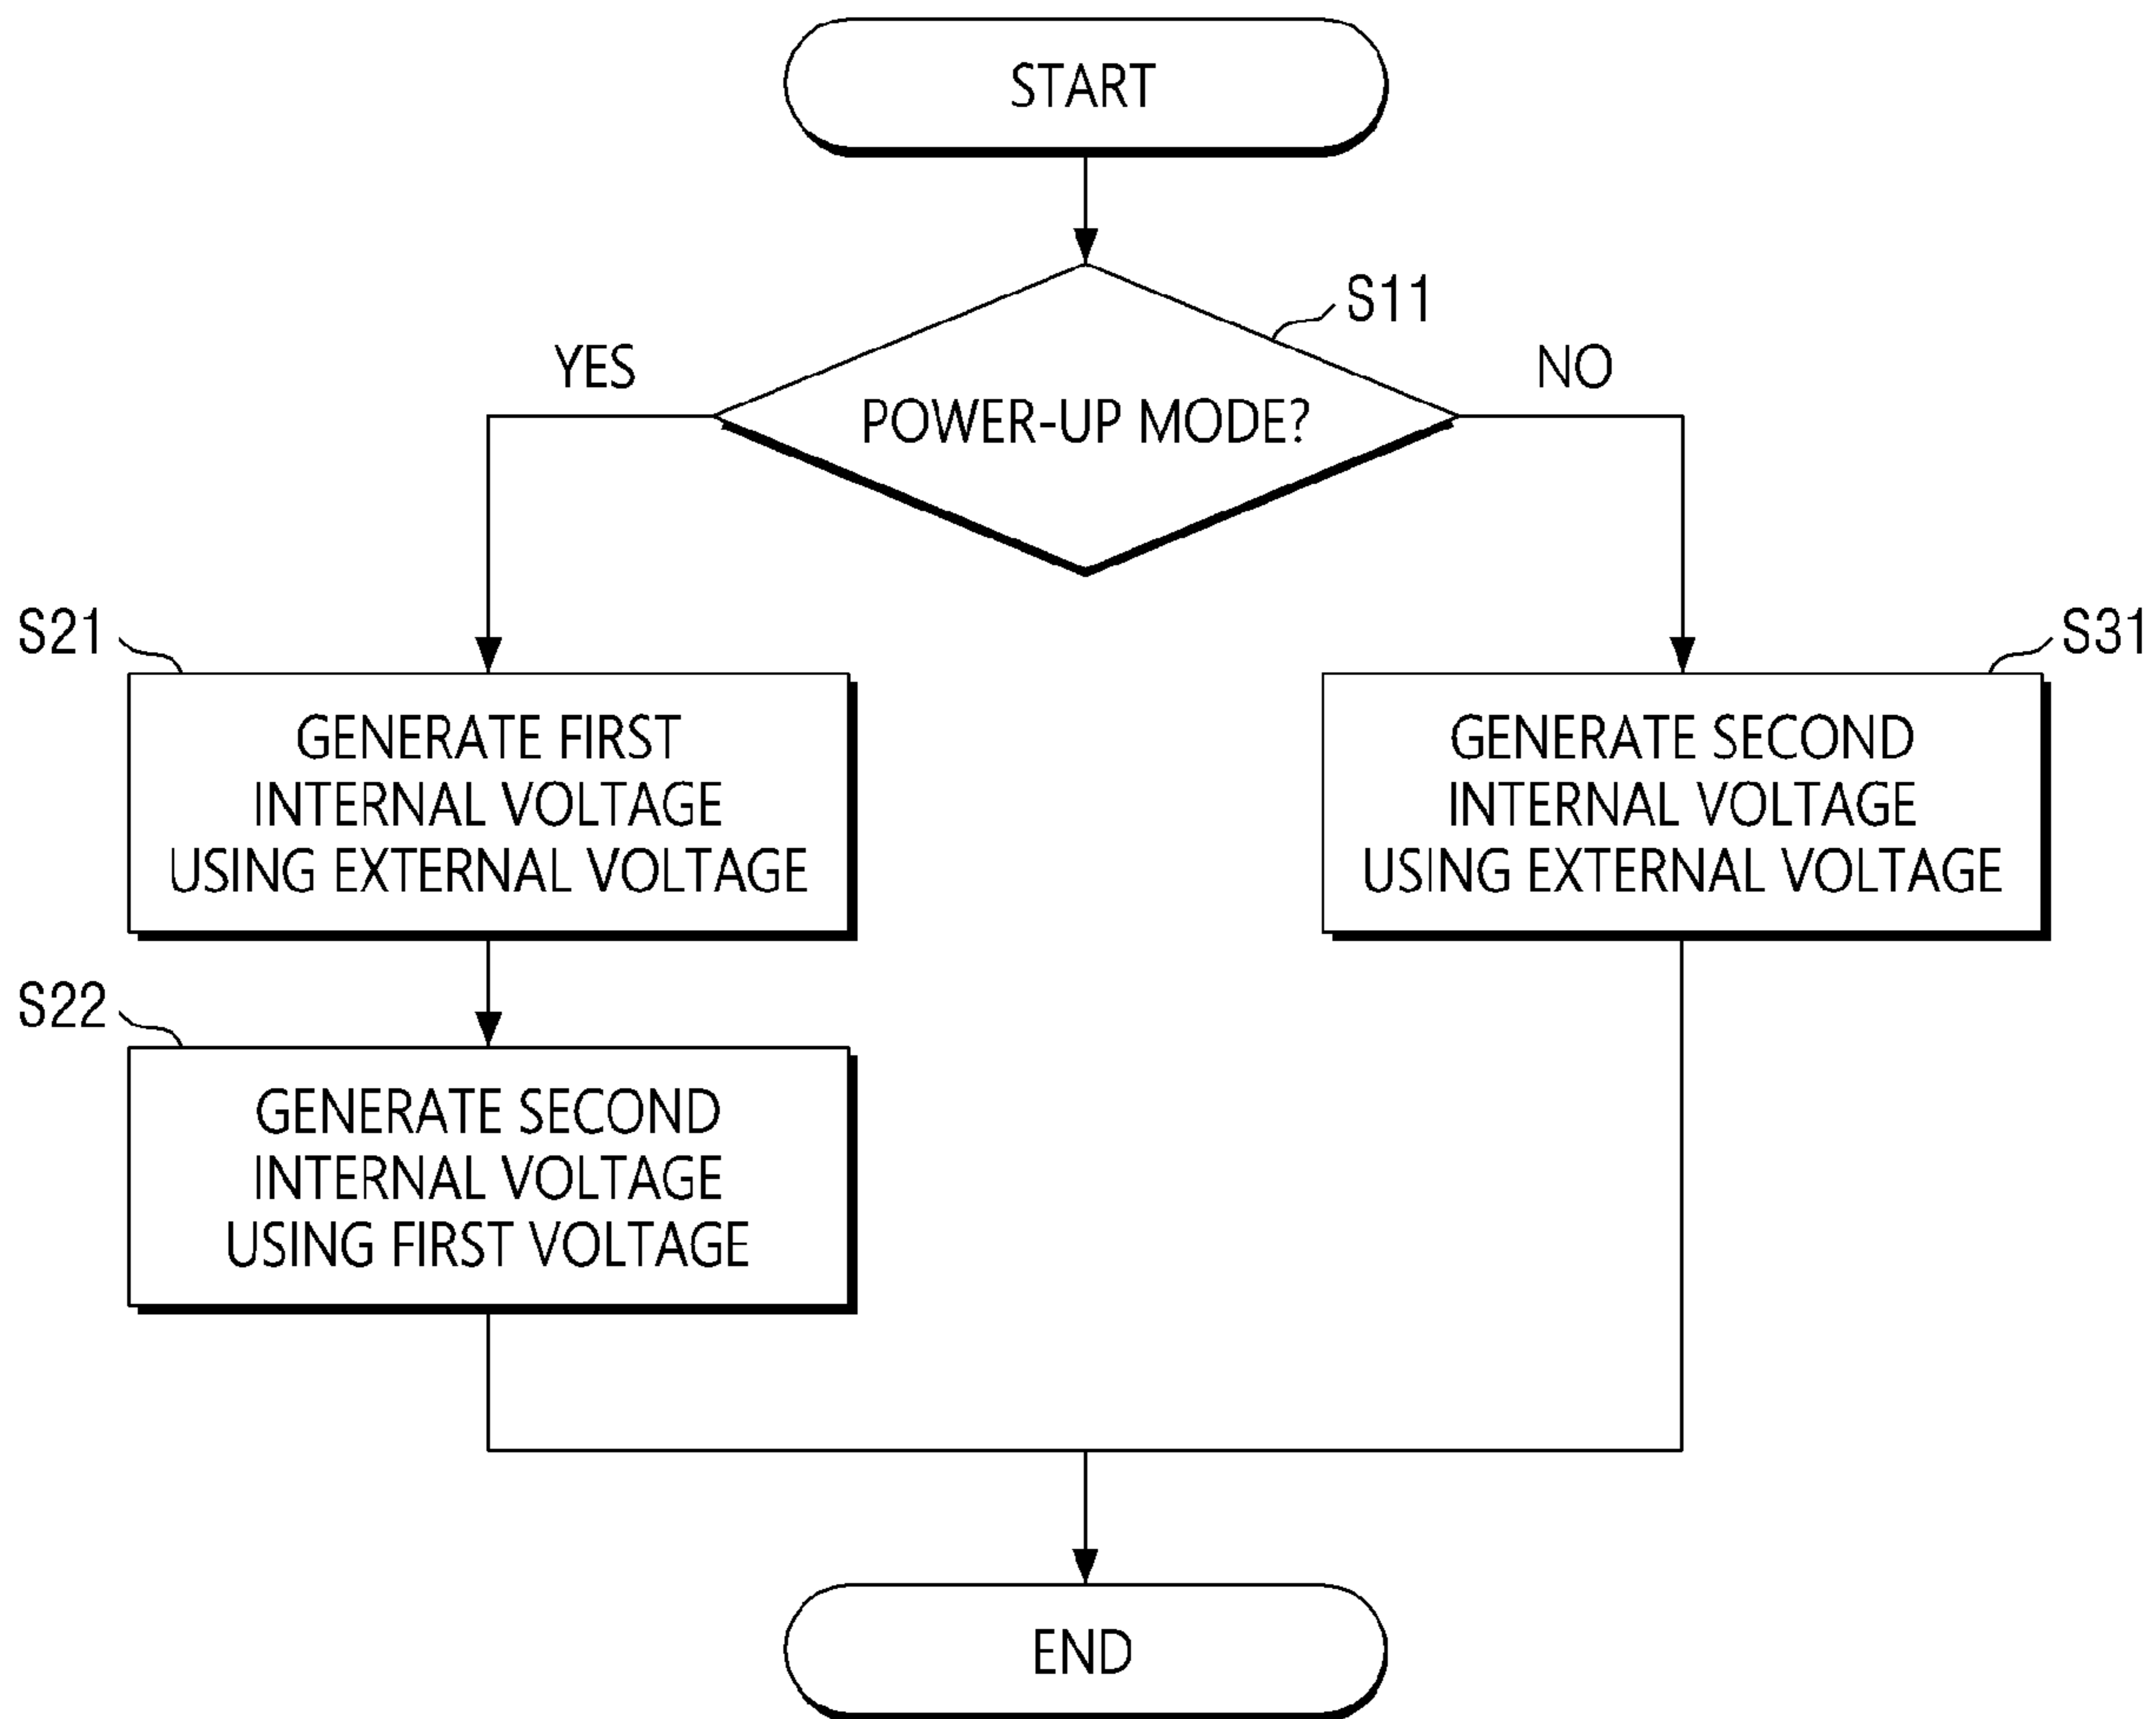 START
S11
YES
NO
POWER-UP MODE?
S21
S31
GENERATE FIRST
INTERNAL VOLTAGE
USING EXTERNAL VOLTAGE
GENERATE SECOND
INTERNAL VOLTAGE
USING EXTERNAL VOLTAGE
S22
GENERATE SECOND
INTERNAL VOLTAGE
USING FIRST VOLTAGE
END